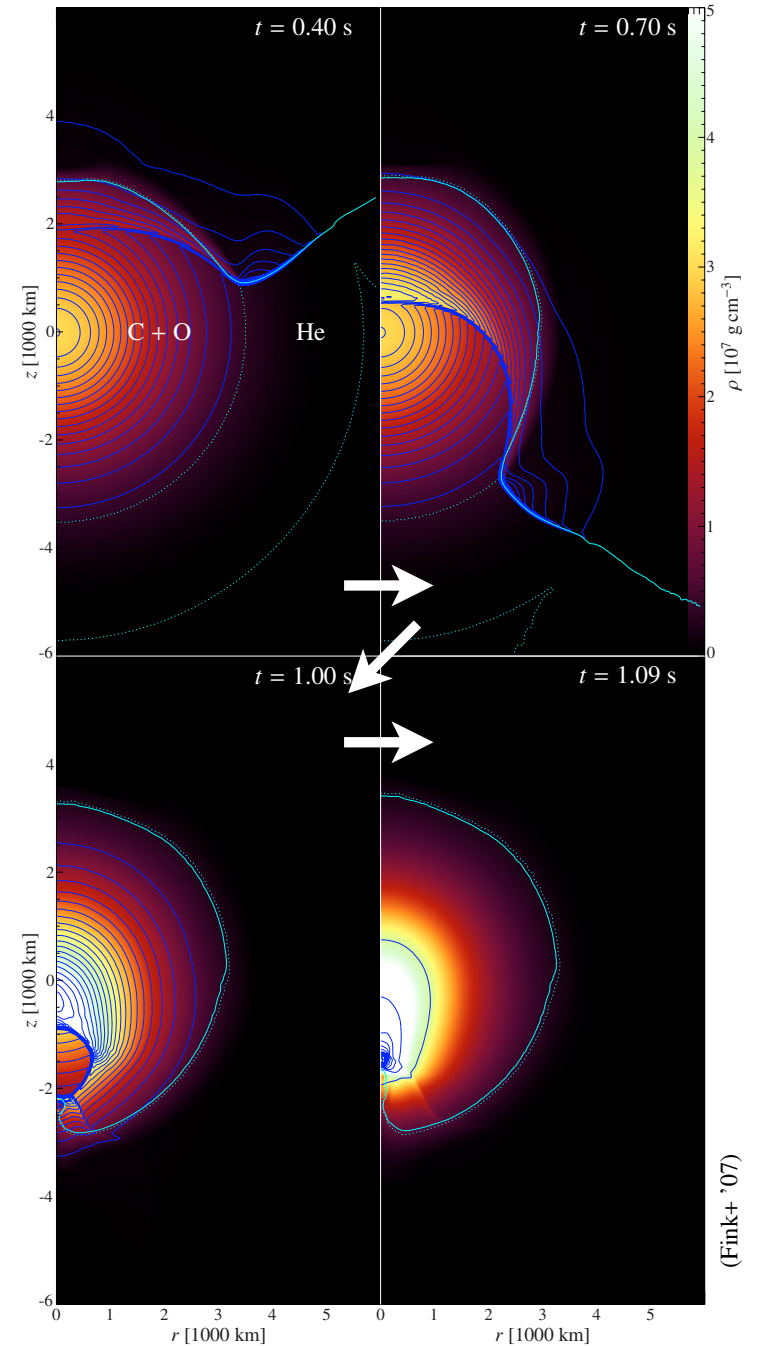 t = 0.40 s
t = 0.70 s
5
4
3
2
1
0
ρ [10⁷ g cm⁻³]
4
2
0
-2
-4
-6
z [1000 km]
C + O
He
t = 1.00 s
t = 1.09 s
4
2
0
-2
-4
-6
z [1000 km]
0 1 2 3 4 5
0 1 2 3 4 5
r [1000 km]
r [1000 km]
(Fink+ '07)